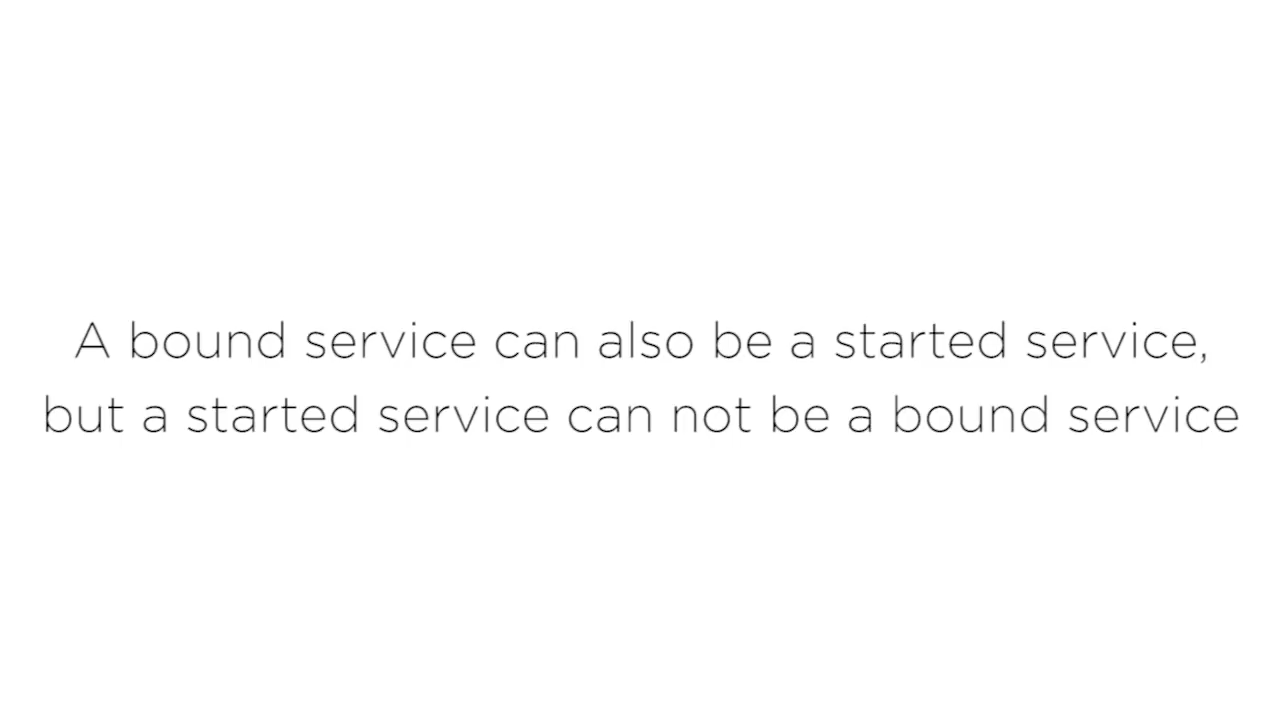 A bound service can also be a started service,
but a started service can not be a bound service